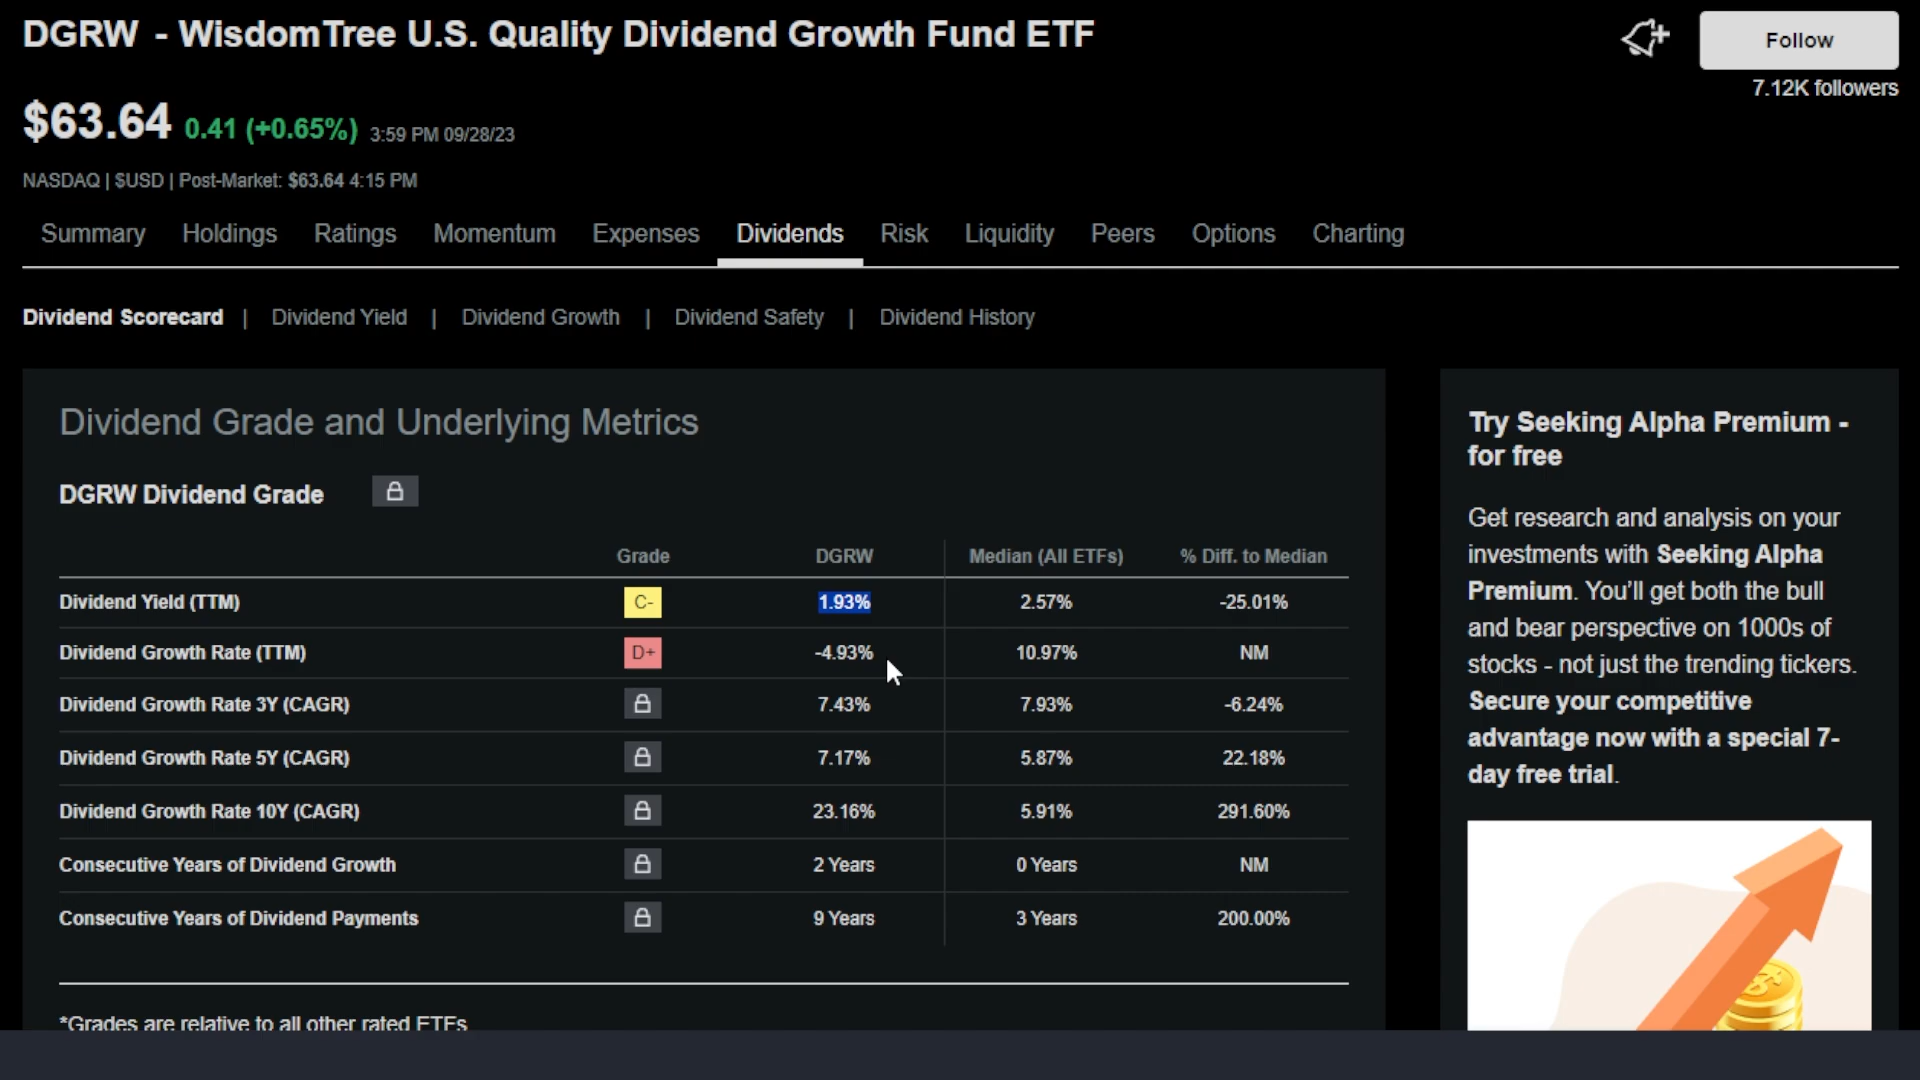 DGRW - WisdomTree U.S. Quality Dividend Growth Fund ETF
Follow
7.12K followers
$63.64 0.41 (+0.65%) 3:59 PM 09/28/23
NASDAQ | $USD | Post-Market: $63.64 4:15 PM
Summary Holdings Ratings Momentum Expenses Dividends Risk Liquidity Peers Options Charting
Dividend Scorecard | Dividend Yield | Dividend Growth | Dividend Safety | Dividend History
Dividend Grade and Underlying Metrics
DGRW Dividend Grade
Grade DGRW Median (All ETFs) % Diff. to Median
Dividend Yield (TTM) C- 1.93% 2.57% -25.01%
Dividend Growth Rate (TTM) D+ -4.93% 10.97% NM
Dividend Growth Rate 3Y (CAGR) 7.43% 7.93% -6.24%
Dividend Growth Rate 5Y (CAGR) 7.17% 5.87% 22.18%
Dividend Growth Rate 10Y (CAGR) 23.16% 5.91% 291.60%
Consecutive Years of Dividend Growth 2 Years 0 Years NM
Consecutive Years of Dividend Payments 9 Years 3 Years 200.00%
*Grades are relative to all other rated ETFs
Try Seeking Alpha Premium -
for free
Get research and analysis on your
investments with Seeking Alpha
Premium. You'll get both the bull
and bear perspective on 1000s of
stocks - not just the trending tickers.
Secure your competitive
advantage now with a special 7-
day free trial.